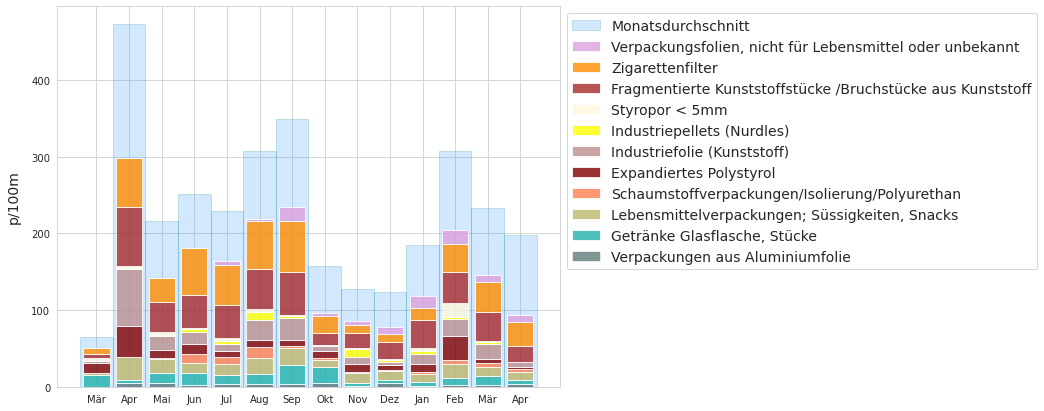 400
300
200
100
0
p/100m
Mär Apr Mai Jun Jul Aug Sep Okt Nov Dez Jan Feb Mär Apr
Monatsdurchschnitt
Verpackungsfolien, nicht für Lebensmittel oder unbekannt
Zigarettenfilter
Fragmentierte Kunststoffstücke /Bruchstücke aus Kunststoff
Styropor < 5mm
Industriepellets (Nurdles)
Industriefolie (Kunststoff)
Expandiertes Polystyrol
Schaumstoffverpackungen/Isolierung/Polyurethan
Lebensmittelverpackungen; Süssigkeiten, Snacks
Getränke Glasflasche, Stücke
Verpackungen aus Aluminiumfolie